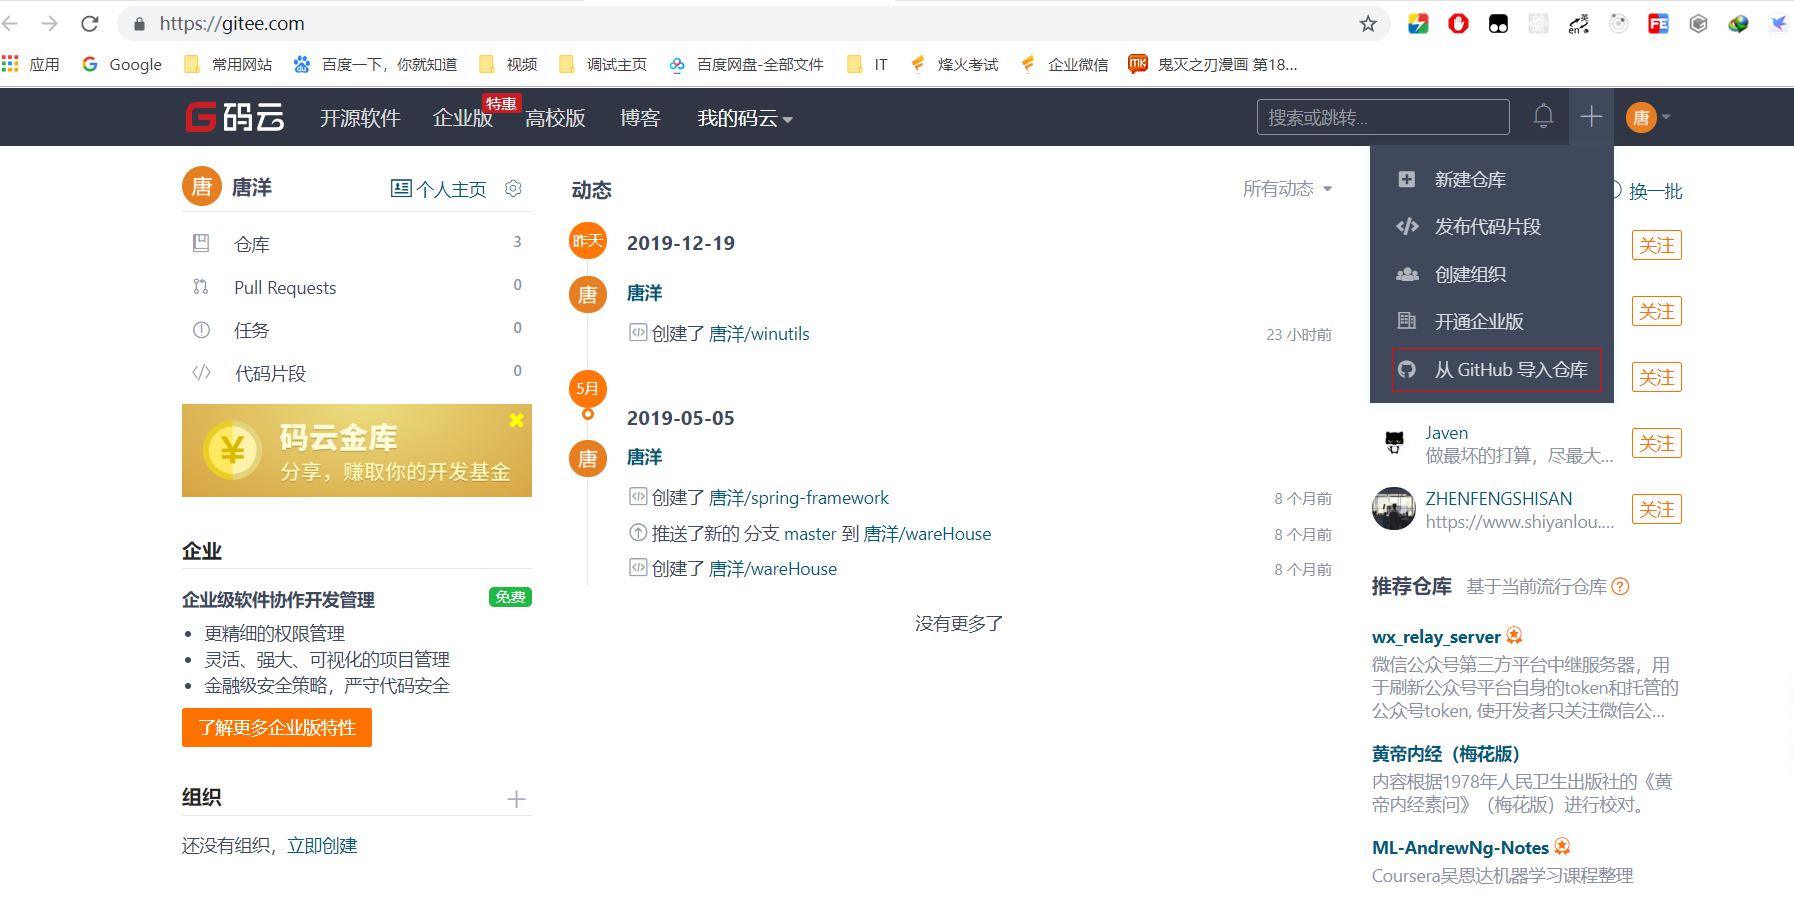 https://gitee.com
应用
Google
常用网站
百度一下，你就知道
视频
调试主页
百度网盘-全部文件
IT
烽火考试
企业微信
鬼灭之刃漫画 第18...
码云
开源软件
企业版
特惠
高校版
博客
我的码云
搜索或跳转...
唐
新建仓库
发布代码片段
创建组织
开通企业版
从 GitHub 导入仓库
唐
唐洋
个人主页
仓库 3
Pull Requests 0
任务 0
代码片段 0
码云金库
分享，赚取你的开发基金
企业
企业级软件协作开发管理
免费
更精细的权限管理
灵活、强大、可视化的项目管理
金融级安全策略，严守代码安全
了解更多企业版特性
组织
还没有组织，立即创建
动态
所有动态
昨天
2019-12-19
唐
唐洋
创建了 唐洋/winutils
23 小时前
5月
2019-05-05
唐
唐洋
创建了 唐洋/spring-framework
8 个月前
推送了新的 分支 master 到 唐洋/wareHouse
8 个月前
创建了 唐洋/wareHouse
8 个月前
没有更多了
换一批
关注
关注
关注
Javen
做最坏的打算，尽最大...
关注
ZHENFENGSHISAN
https://www.shiyanlou....
关注
推荐仓库
基于当前流行仓库
wx_relay_server
微信公众号第三方平台中继服务器，用
于刷新公众号平台自身的token和托管的
公众号token, 使开发者只关注微信公...
黄帝内经（梅花版）
内容根据1978年人民卫生出版社的《黄
帝内经素问》（梅花版）进行校对。
ML-AndrewNg-Notes
Coursera吴恩达机器学习课程整理